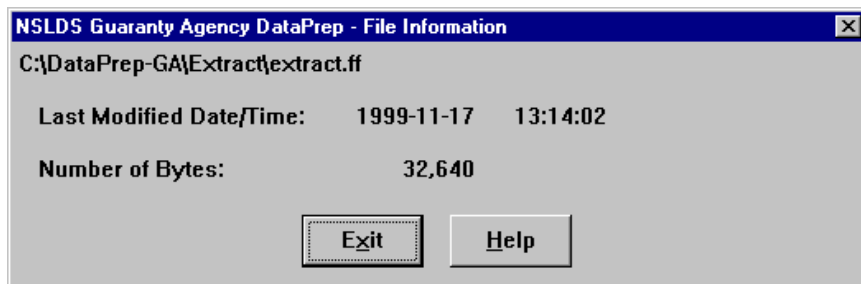 NSLDS Guaranty Agency DataPrep - File Information
C:\DataPrep-GA\Extract\extract.ff
Last Modified Date/Time: 1999-11-17 13:14:02
Number of Bytes: 32,640
Exit Help